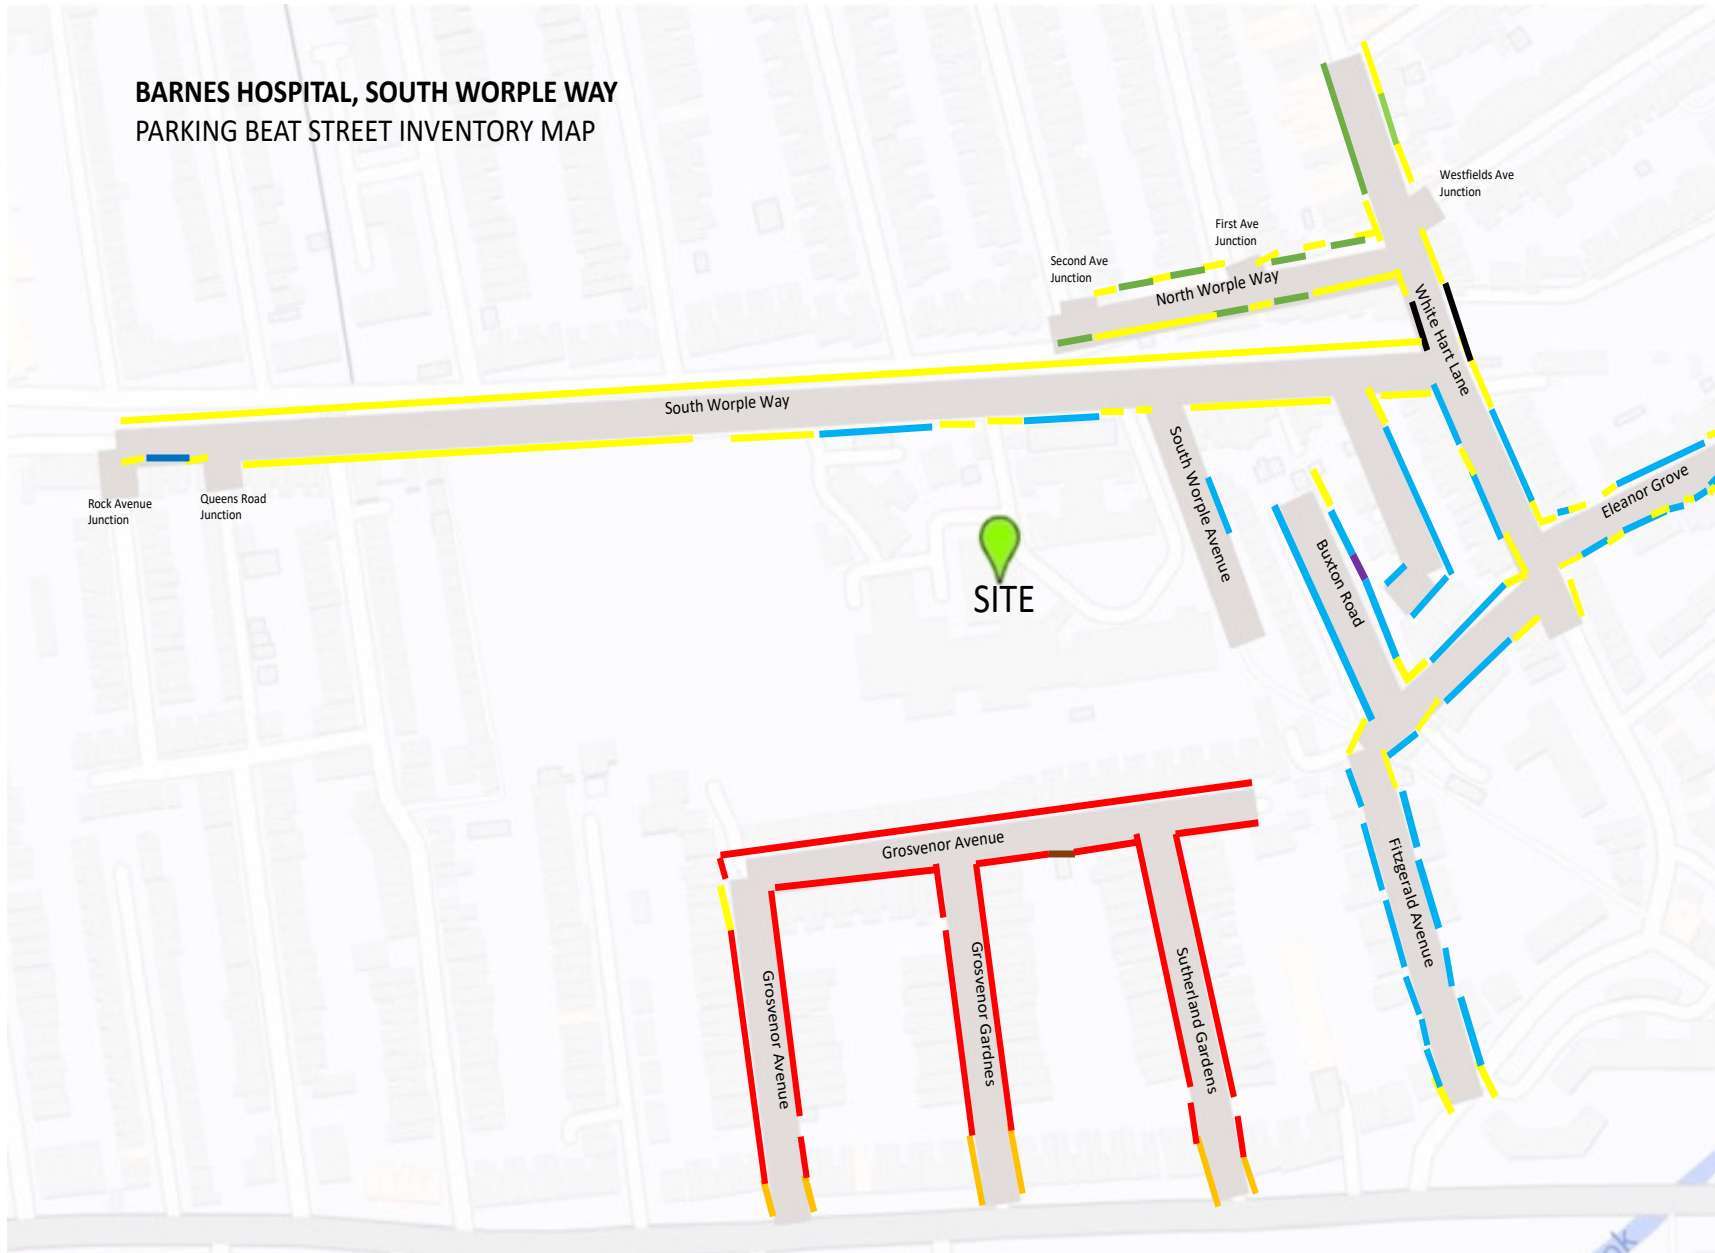 BARNES HOSPITAL, SOUTH WORPLE WAY
PARKING BEAT STREET INVENTORY MAP
Westfields Ave
Junction
First Ave
Junction
Second Ave
Junction
North Worple Way
White Hart Lane
South Worple Way
South Worple Avenue
Rock Avenue
Junction
Queens Road
Junction
Eleanor Grove
SITE
Buxton Road
Grosvenor Avenue
Fitzgerald Avenue
Grosvenor Avenue
Grosvenor Gardnes
Sutherland Gardens